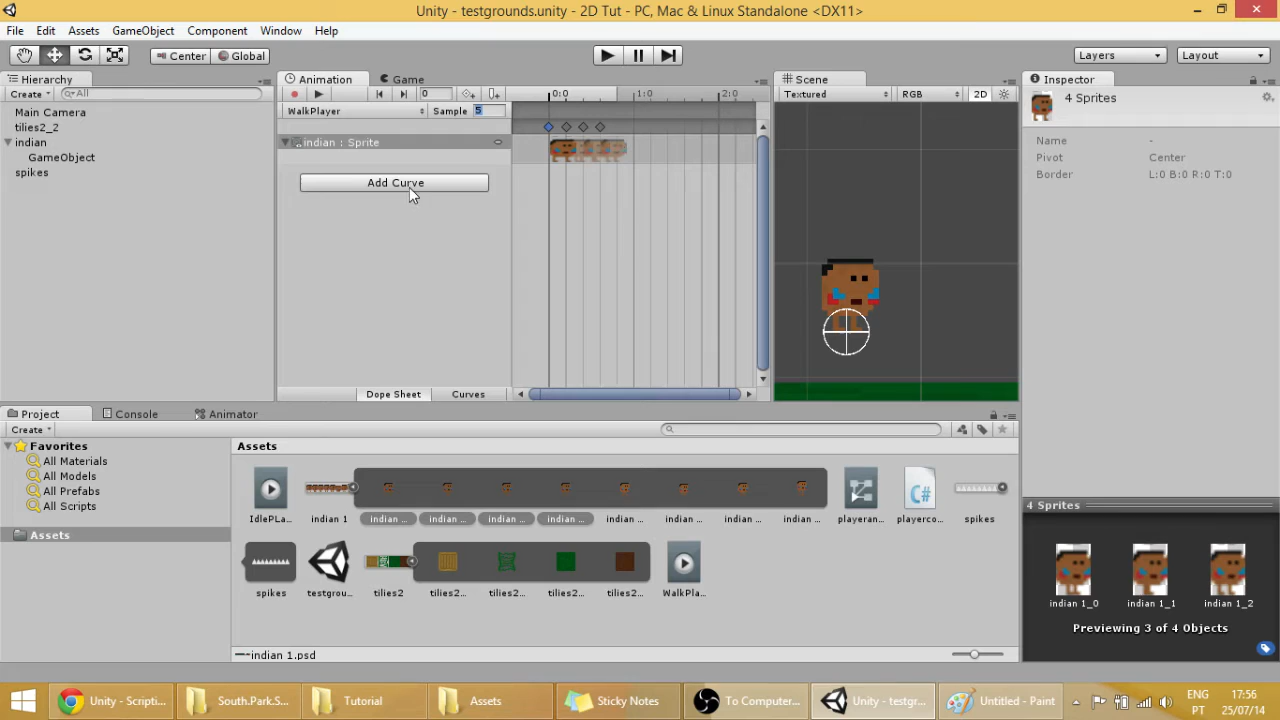 Unity - testgrounds.unity - 2D Tut - PC, Mac & Linux Standalone <DX11>
File Edit Assets GameObject Component Window Help
Center Global Layers Layout
Hierarchy
Create All
Main Camera
tilies2_2
indian
GameObject
spikes
Animation Game
0 0:0 1:0 2:0
WalkPlayer Sample 5
indian : Sprite
Add Curve
Dope Sheet Curves
Scene
Textured RGB 2D
Inspector
4 Sprites
Name -
Pivot Center
Border L:0 B:0 R:0 T:0
Project Console Animator
Create
Favorites
All Materials
All Models
All Prefabs
All Scripts
Assets
Assets
IdlePLa... indian 1 indian ... indian ... indian ... indian ... indian ... indian ... indian ... indian ... playeran... playerco... spikes
spikes testgrou... tilies2 tilies2... tilies2... tilies2... tilies2... WalkPla...
indian 1.psd
4 Sprites
indian 1_0 indian 1_1 indian 1_2
Previewing 3 of 4 Objects
Unity - Scripti... South.Park.S... Tutorial Assets Sticky Notes To Computer... Unity - testgr... Untitled - Paint
ENG 17:56
PT 25/07/14